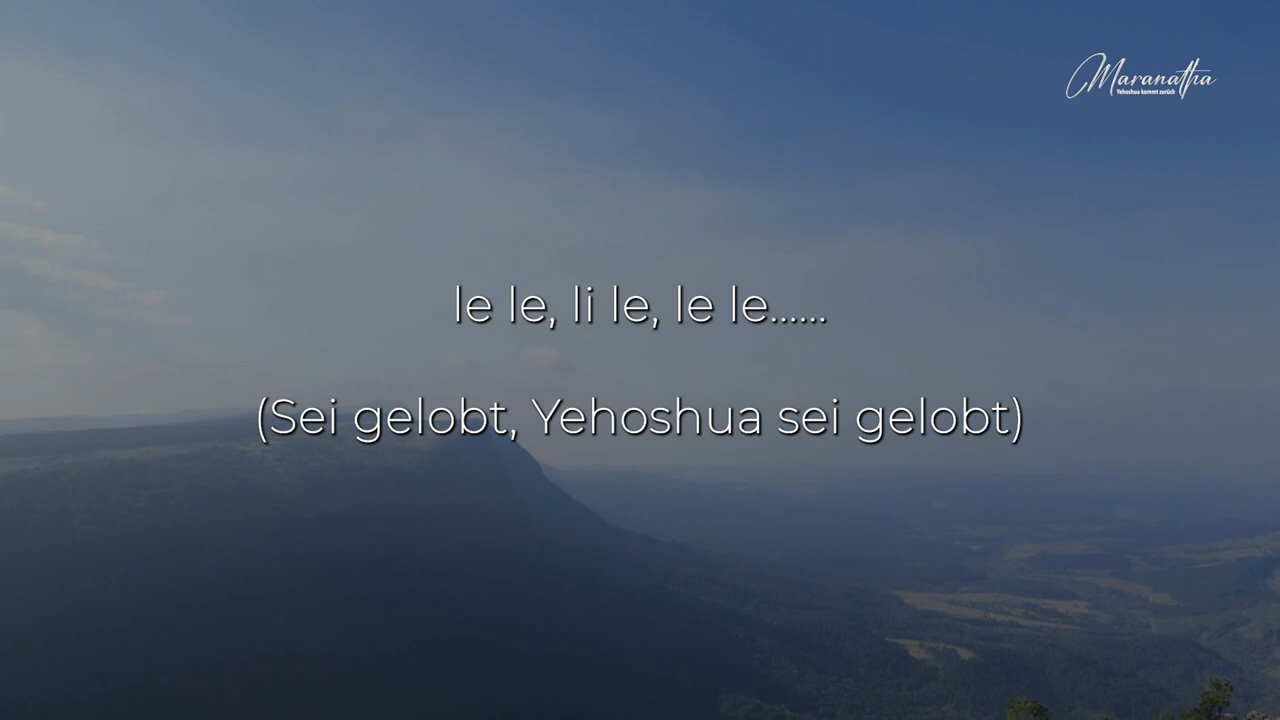 Maranatha
Yehoshua kommt zurück
le le, li le, le le......
(Sei gelobt, Yehoshua sei gelobt)